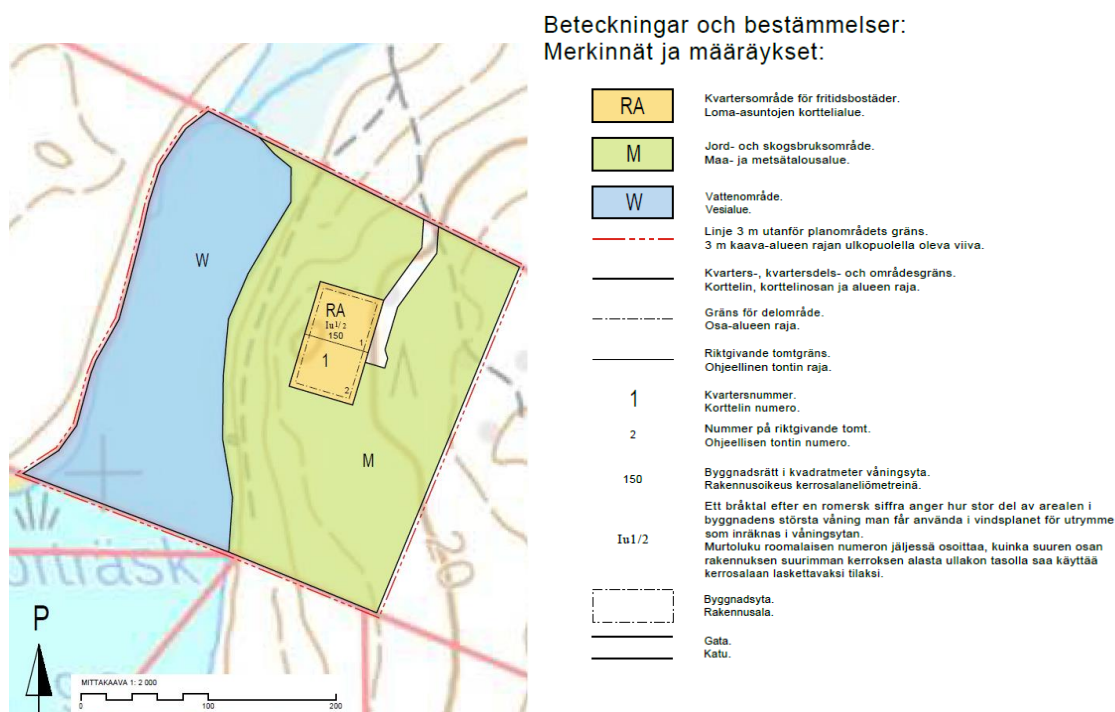 Beteckningar och bestämmelser:
Merkinnät ja määräykset:
RA
Kvartersområde för fritidsbostäder.
Loma-asuntojen korttelialue.
M
Jord- och skogsbruksområde.
Maa- ja metsätalousalue.
W
Vattenområde.
Vesialue.
Linje 3 m utanför planområdets gräns.
3 m kaava-alueen rajan ulkopuolella oleva viiva.
Kvarters-, kvartersdels- och områdesgräns.
Korttelin, korttelinosan ja alueen raja.
Gräns för delområde.
Osa-alueen raja.
Riktgivande tomtgräns.
Ohjeellinen tontin raja.
1
Kvartersnummer.
Korttelin numero.
2
Nummer på riktgivande tomt.
Ohjeellisen tontin numero.
150
Byggnadsrätt i kvadratmeter våningsyta.
Rakennusoikeus kerrosalaneliömetreinä.
Iu1/2
Ett bråktal efter en romersk siffra anger hur stor del av arealen i
byggnadens största våning man får använda i vindsplanet för utrymme
som inräknas i våningsytan.
Murtoluku roomalaisen numeron jäljessä osoittaa, kuinka suuren osan
rakennuksen suurimman kerroksen alasta ullakon tasolla saa käyttää
kerrosalaan laskettavaksi tilaksi.
Byggnadsyta.
Rakennusala.
Gata.
Katu.
W
RA
Iu1/2
150
1
1
2
M
20
träsk
P
MITTAKAAVA 1: 2 000
0 100 200